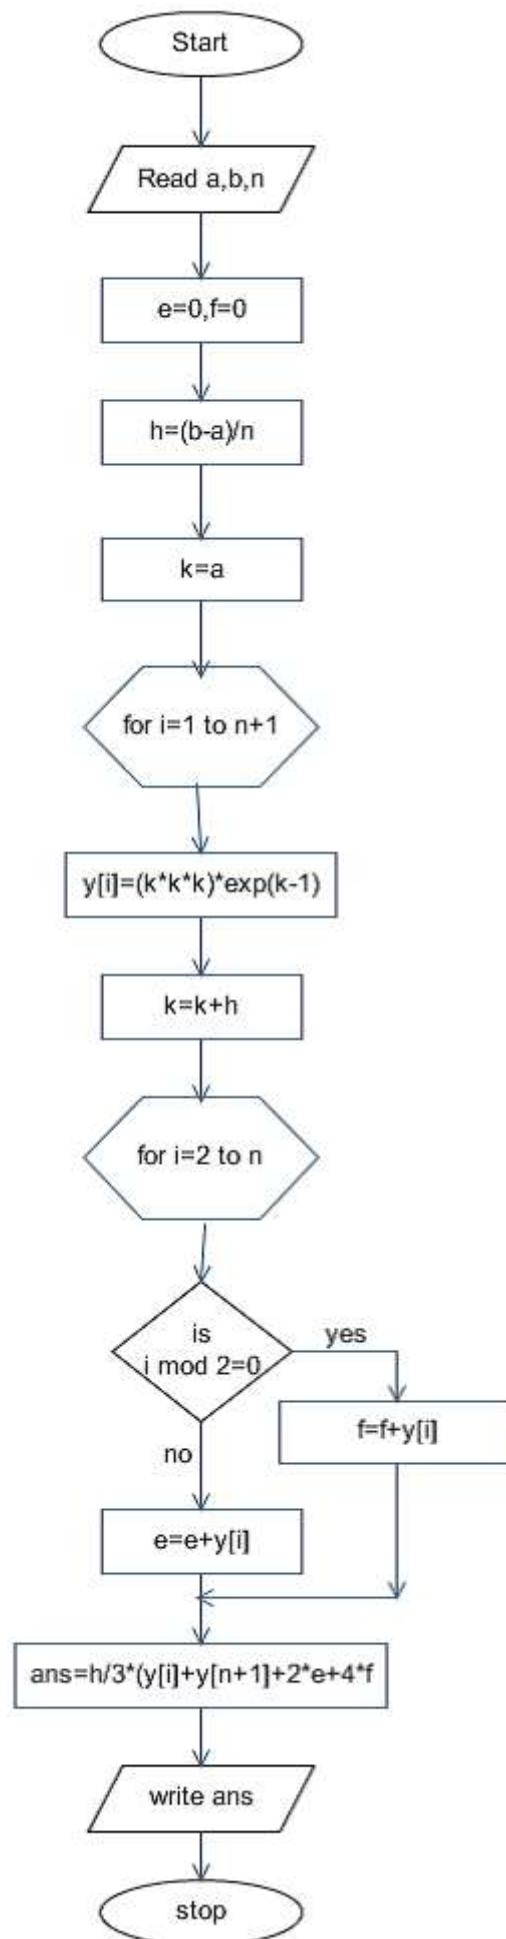 Start
Read a,b,n
e=0,f=0
h=(b-a)/n
k=a
for i=1 to n+1
y[i]=(k*k*k)*exp(k-1)
k=k+h
for i=2 to n
is
i mod 2=0
yes
f=f+y[i]
no
e=e+y[i]
ans=h/3*(y[i]+y[n+1]+2*e+4*f
write ans
stop